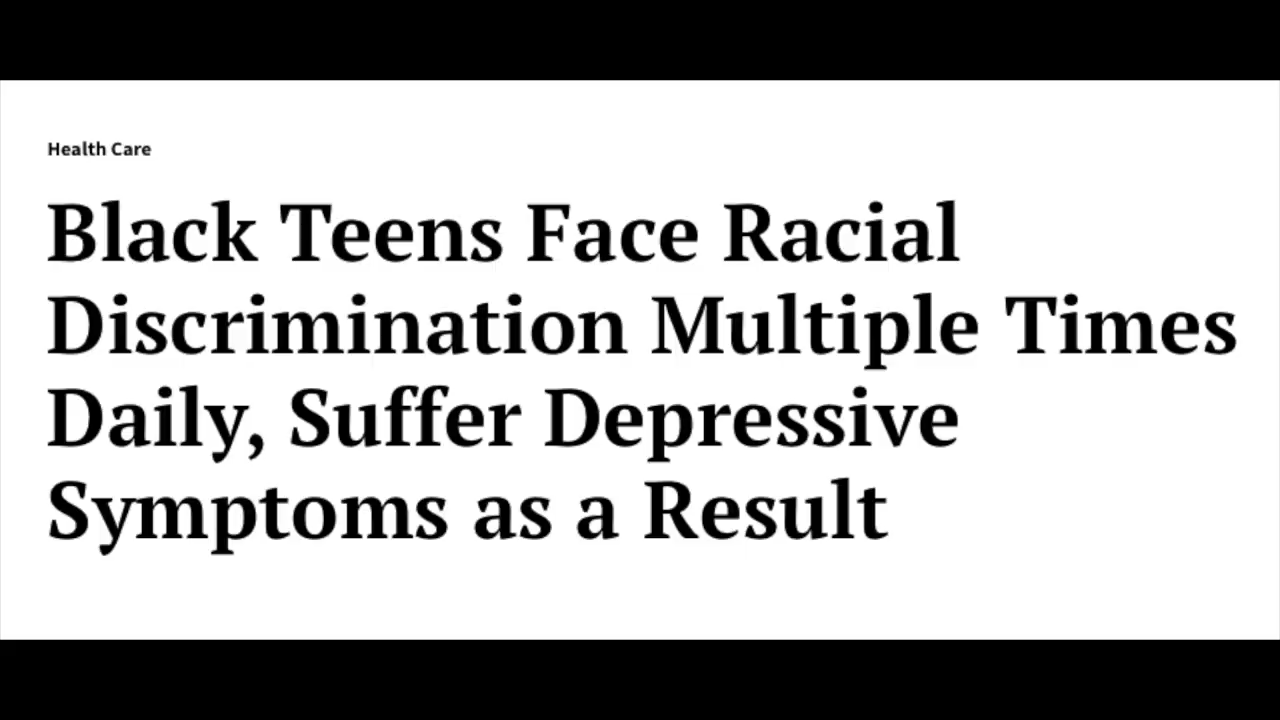 Health Care
Black Teens Face Racial
Discrimination Multiple Times
Daily, Suffer Depressive
Symptoms as a Result